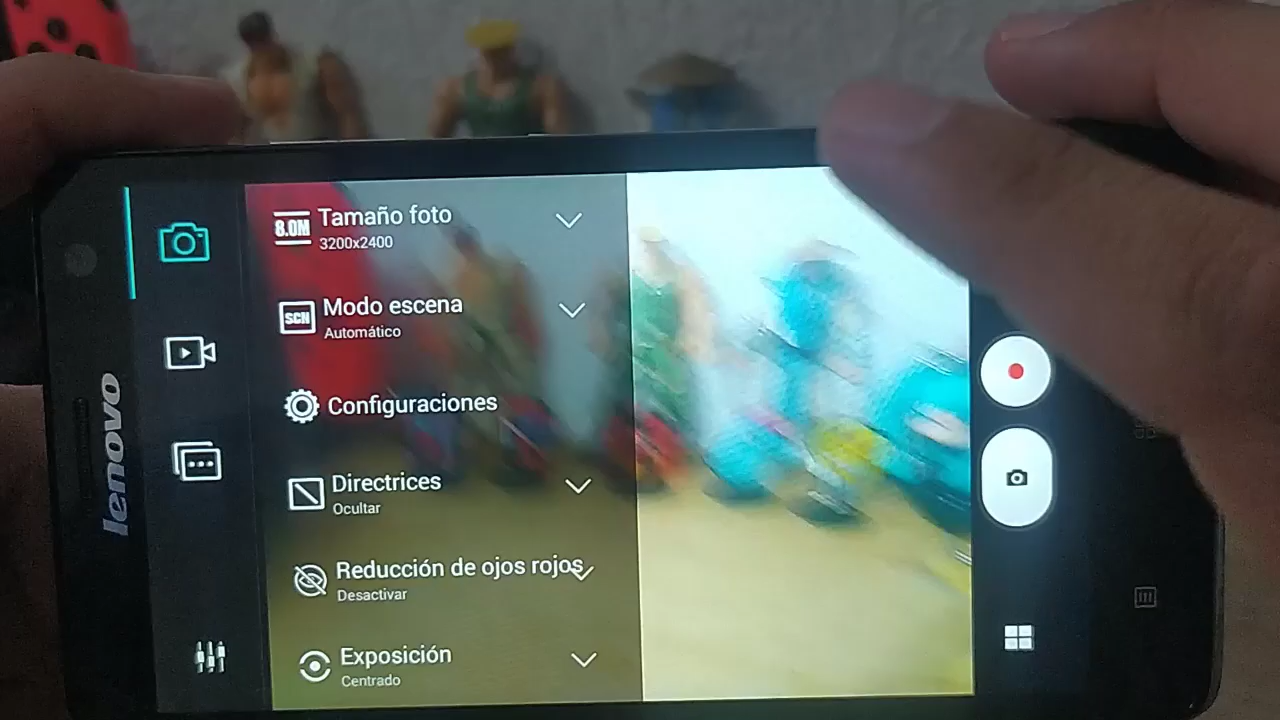 lenovo
8.0M
Tamaño foto
3200x2400
SCN
Modo escena
Automático
Configuraciones
Directrices
Ocultar
Reducción de ojos rojos
Desactivar
Exposición
Centrado